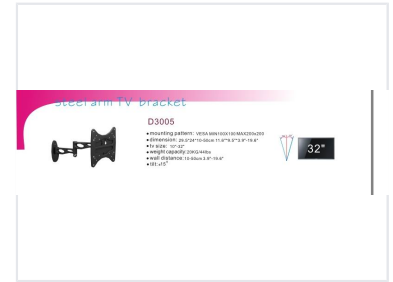 Steel arm TV bracket
D3005
● mounting pattern: VESA MIN100X100 MAX200x200
● dimension: 29.5*24*10-50cm 11.6"*9.5"*3.9"-19.6"
● tv size: 10"-32"
● weight capacity: 20KG/44lbs
● wall distance: 10-50cm 3.9"-19.6"
● tilt: ±15°
32"